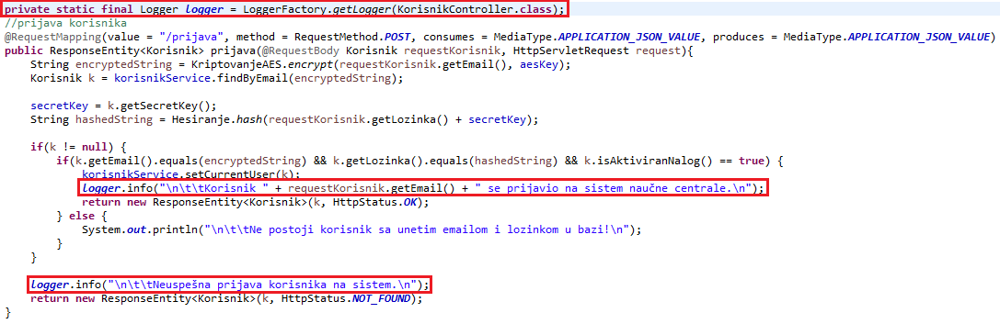 private static final Logger logger = LoggerFactory.getLogger(KorisnikController.class);
//prijava korisnika
@RequestMapping(value = "/prijava", method = RequestMethod.POST, consumes = MediaType.APPLICATION_JSON_VALUE, produces = MediaType.APPLICATION_JSON_VALUE)
public ResponseEntity<Korisnik> prijava(@RequestBody Korisnik requestKorisnik, HttpServletRequest request){
    String encryptedString = KriptovanjeAES.encrypt(requestKorisnik.getEmail(), aesKey);
    Korisnik k = korisnikService.findByEmail(encryptedString);

    secretKey = k.getSecretKey();
    String hashedString = Hesiranje.hash(requestKorisnik.getLozinka() + secretKey);

    if(k != null) {
        if(k.getEmail().equals(encryptedString) && k.getLozinka().equals(hashedString) && k.isAktiviranNalog() == true) {
            korisnikService.setCurrentUser(k);
            logger.info("\n\t\tKorisnik " + requestKorisnik.getEmail() + " se prijavio na sistem naučne centrale.\n");
            return new ResponseEntity<Korisnik>(k, HttpStatus.OK);
        } else {
            System.out.println("\n\t\tNe postoji korisnik sa unetim emailom i lozinkom u bazi!\n");
        }
    }

    logger.info("\n\t\tNeuspešna prijava korisnika na sistem.\n");
    return new ResponseEntity<Korisnik>(k, HttpStatus.NOT_FOUND);
}